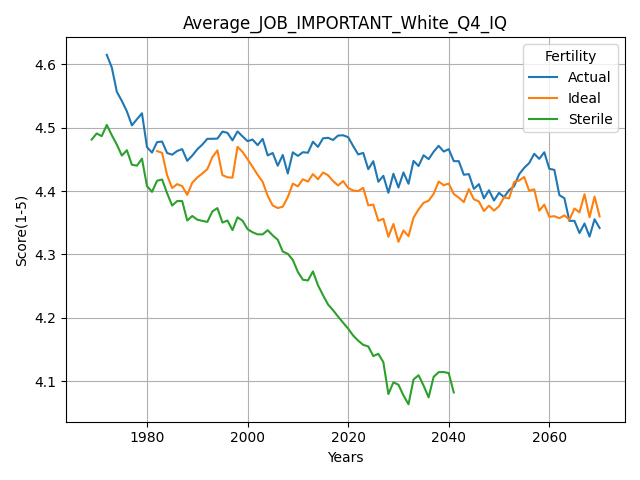 Average_JOB_IMPORTANT_White_Q4_IQ
Fertility
Actual
Ideal
Sterile
Score(1-5)
4.6
4.5
4.4
4.3
4.2
4.1
1980 2000 2020 2040 2060
Years